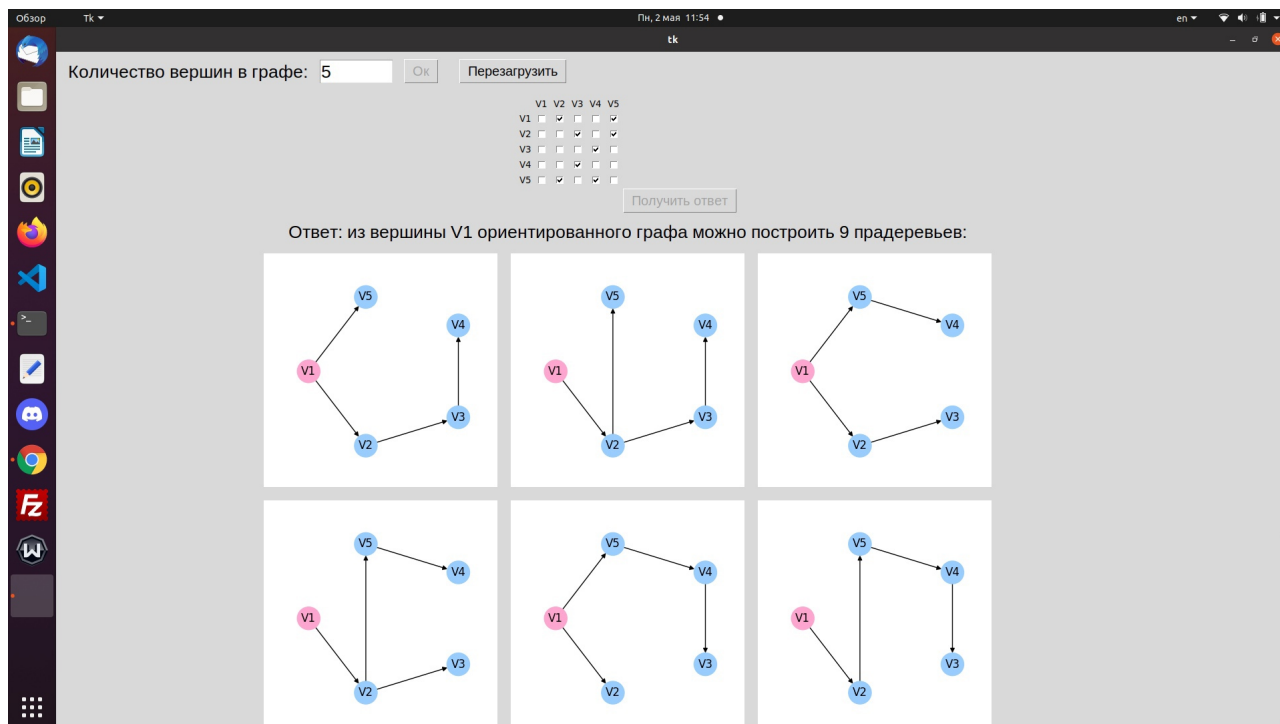 Обзор Tk Пн, 2 мая 11:54 en
tk
Количество вершин в графе: 5 Ок Перезагрузить
V1 V2 V3 V4 V5
V1
V2
V3
V4
V5
Получить ответ
Ответ: из вершины V1 ориентированного графа можно построить 9 прадеревьев:
V5 V5 V5
V4 V4 V4
V1 V1 V1
V3 V3 V3
V2 V2 V2
V5 V5 V5
V4 V4 V4
V1 V1 V1
V3 V3 V3
V2 V2 V2
Fz
W